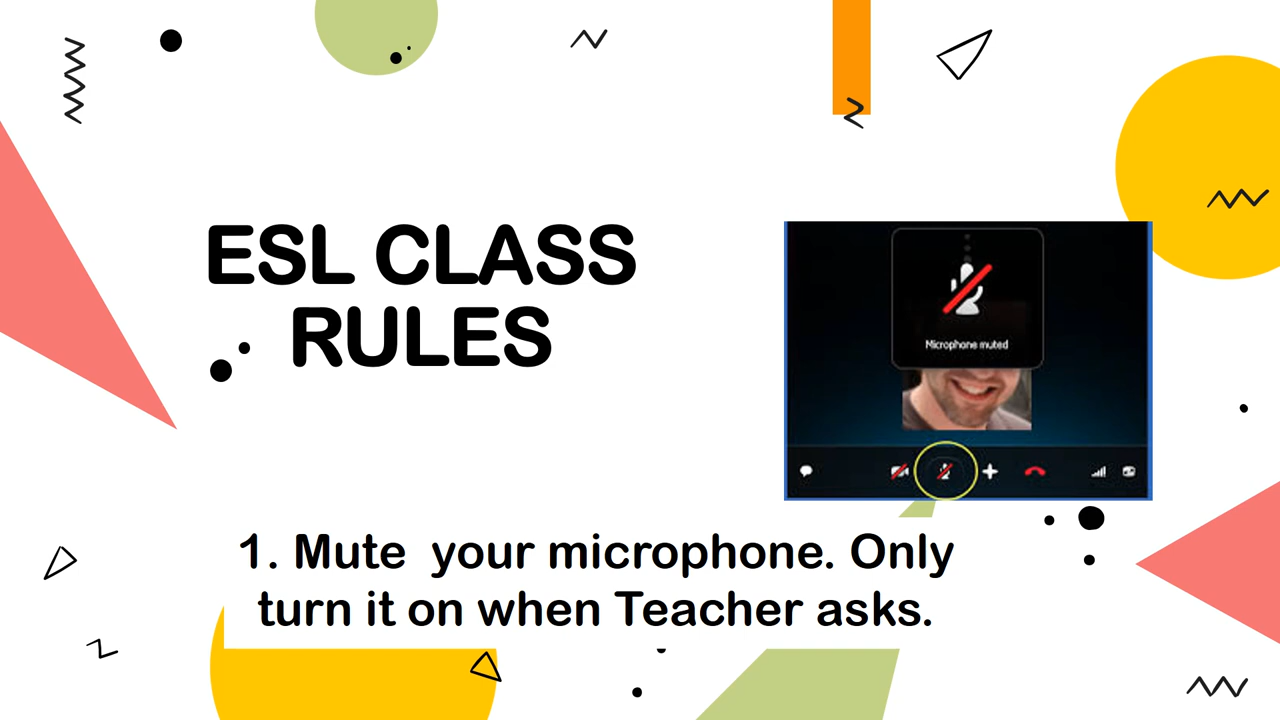 ESL CLASS
RULES
Microphone muted
1. Mute  your microphone. Only
turn it on when Teacher asks.